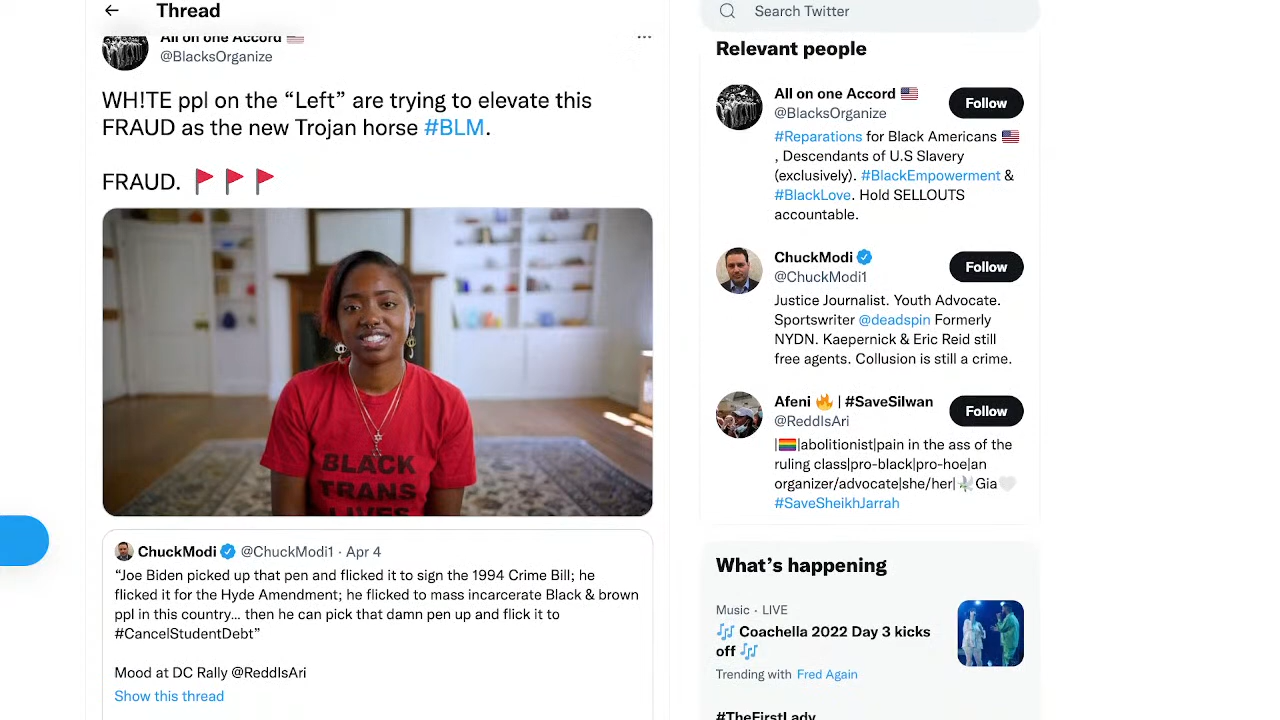 Thread
All on one Accord 🇺🇸
@BlacksOrganize
WH!TE ppl on the “Left” are trying to elevate this
FRAUD as the new Trojan horse #BLM.
FRAUD. 🚩 🚩 🚩
BLACK
TRANS
LIVES
ChuckModi @ChuckModi1 · Apr 4
“Joe Biden picked up that pen and flicked it to sign the 1994 Crime Bill; he
flicked it for the Hyde Amendment; he flicked to mass incarcerate Black & brown
ppl in this country... then he can pick that damn pen up and flick it to
#CancelStudentDebt”
Mood at DC Rally @ReddIsAri
Show this thread
Search Twitter
Relevant people
All on one Accord 🇺🇸
@BlacksOrganize
Follow
#Reparations for Black Americans 🇺🇸
, Descendants of U.S Slavery
(exclusively). #BlackEmpowerment &
#BlackLove. Hold SELLOUTS
accountable.
ChuckModi
@ChuckModi1
Follow
Justice Journalist. Youth Advocate.
Sportswriter @deadspin Formerly
NYDN. Kaepernick & Eric Reid still
free agents. Collusion is still a crime.
Afeni 🔥 | #SaveSilwan
@ReddIsAri
Follow
|🏳️‍🌈|abolitionist|pain in the ass of the
ruling class|pro-black|pro-hoe|an
organizer/advocate|she/her|🕊Gia🤍
#SaveSheikhJarrah
What’s happening
Music · LIVE
🎶 Coachella 2022 Day 3 kicks
off 🎶
Trending with Fred Again
#TheFirstLady